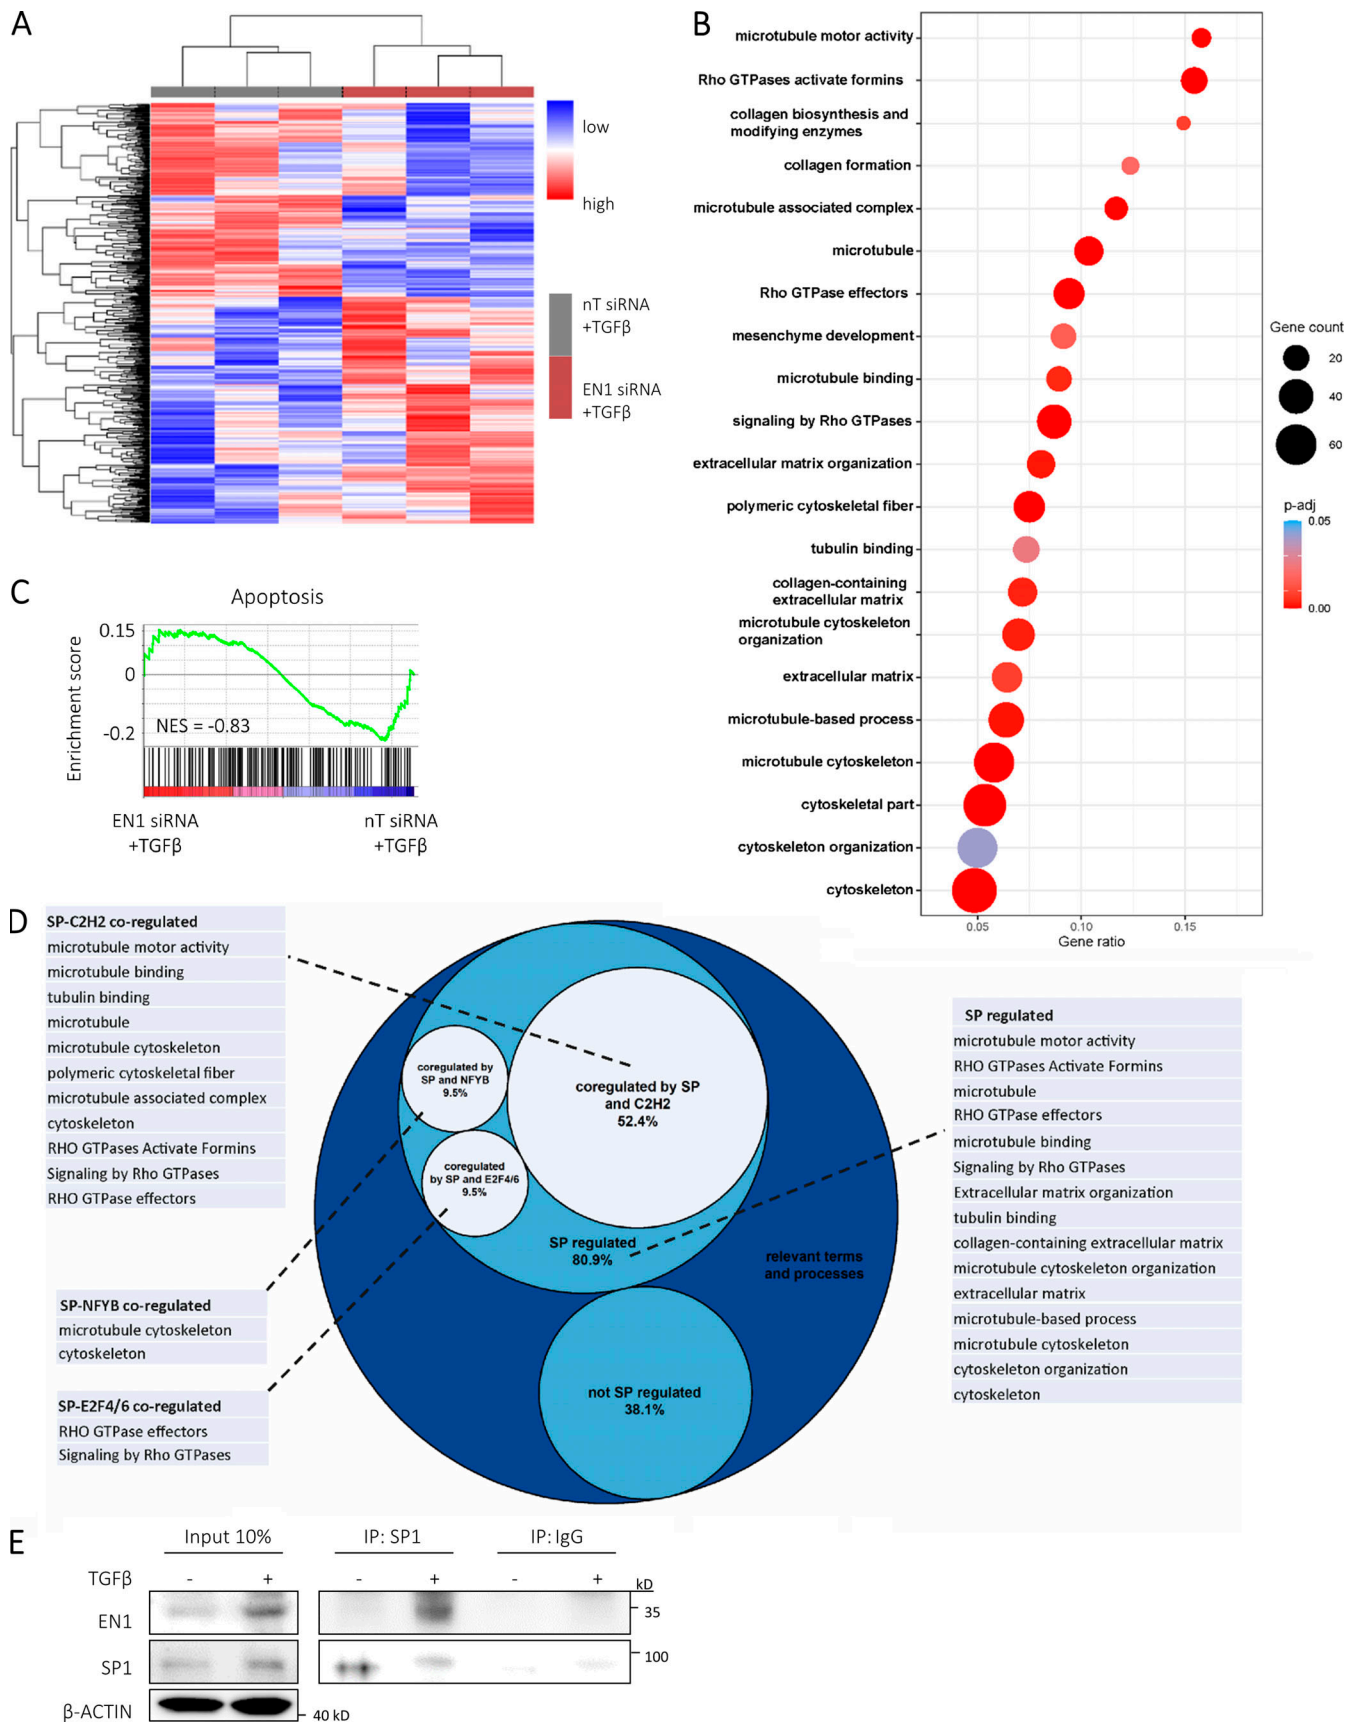 A
low
high
nT siRNA
+TGFβ
EN1 siRNA
+TGFβ
B
microtubule motor activity
Rho GTPases activate formins
collagen biosynthesis and
modifying enzymes
collagen formation
microtubule associated complex
microtubule
Rho GTPase effectors
mesenchyme development
microtubule binding
signaling by Rho GTPases
extracellular matrix organization
polymeric cytoskeletal fiber
tubulin binding
collagen-containing
extracellular matrix
microtubule cytoskeleton
organization
extracellular matrix
microtubule-based process
microtubule cytoskeleton
cytoskeletal part
cytoskeleton organization
cytoskeleton
0.05
0.10
0.15
Gene ratio
Gene count
20
40
60
p-adj
0.05
0.00
C
Apoptosis
Enrichment score
0.15
0
-0.2
NES = -0.83
EN1 siRNA
+TGFβ
nT siRNA
+TGFβ
D
SP-C2H2 co-regulated
microtubule motor activity
microtubule binding
tubulin binding
microtubule
microtubule cytoskeleton
polymeric cytoskeletal fiber
microtubule associated complex
cytoskeleton
RHO GTPases Activate Formins
Signaling by Rho GTPases
RHO GTPase effectors
SP-NFYB co-regulated
microtubule cytoskeleton
cytoskeleton
SP-E2F4/6 co-regulated
RHO GTPase effectors
Signaling by Rho GTPases
coregulated by
SP and NFYB
9.5%
coregulated by SP
and C2H2
52.4%
coregulated
by SP and E2F4/6
9.5%
SP regulated
80.9%
relevant terms
and processes
not SP regulated
38.1%
SP regulated
microtubule motor activity
RHO GTPases Activate Formins
microtubule
RHO GTPase effectors
microtubule binding
Signaling by Rho GTPases
Extracellular matrix organization
tubulin binding
collagen-containing extracellular matrix
microtubule cytoskeleton organization
extracellular matrix
microtubule-based process
microtubule cytoskeleton
cytoskeleton organization
cytoskeleton
E
Input 10%
IP: SP1
IP: IgG
TGFβ
- + - + - +
kD
EN1
35
SP1
100
β-ACTIN
40 kD